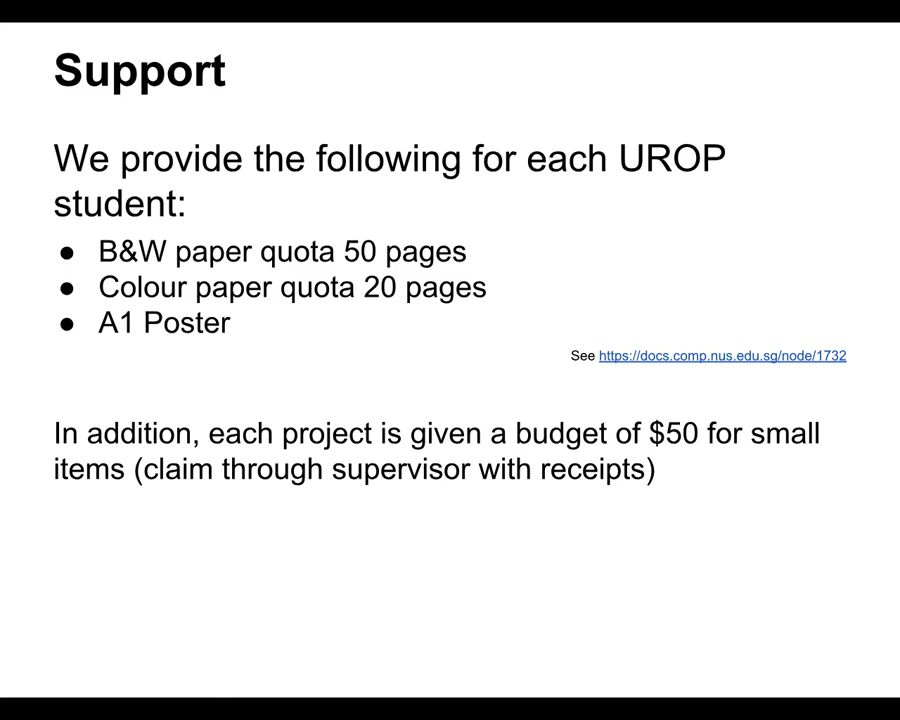 Support
We provide the following for each UROP
student:
● B&W paper quota 50 pages
● Colour paper quota 20 pages
● A1 Poster
See https://docs.comp.nus.edu.sg/node/1732
In addition, each project is given a budget of $50 for small
items (claim through supervisor with receipts)